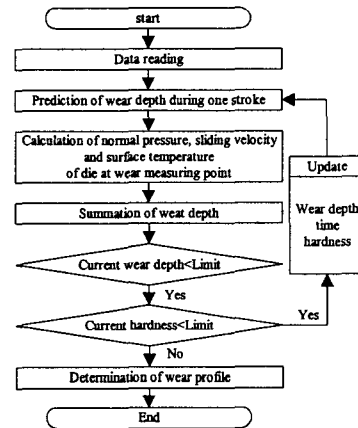 start
Data reading
Prediction of wear depth during one stroke
Calculation of normal pressure, sliding velocity
and surface temperature
of die at wear measuring point
Update
Wear depth
time
hardness
Summation of weat depth
Current wear depth<Limit
Yes
Current hardness<Limit
Yes
No
Determination of wear profile
End